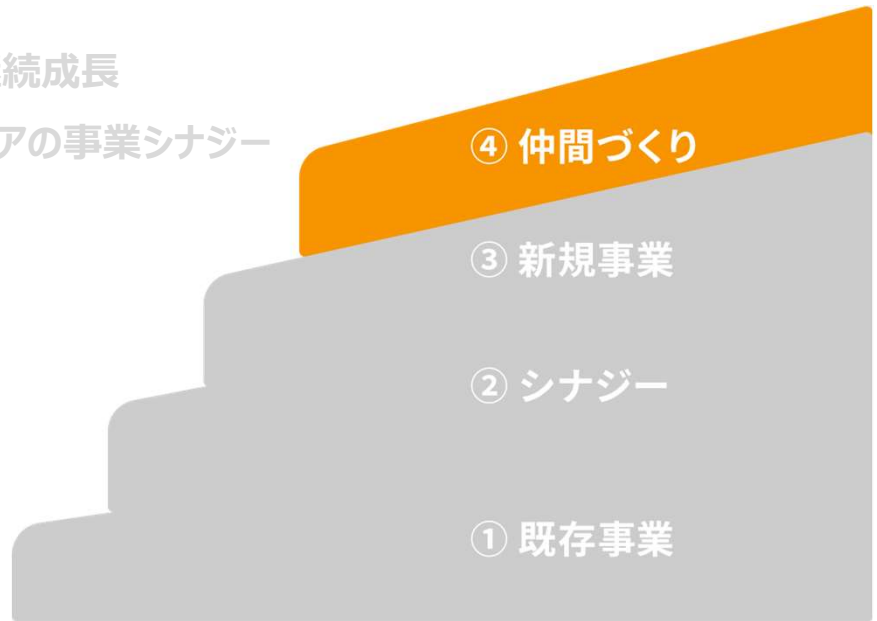 続成長
アの事業シナジー
④ 仲間づくり
③ 新規事業
② シナジー
① 既存事業